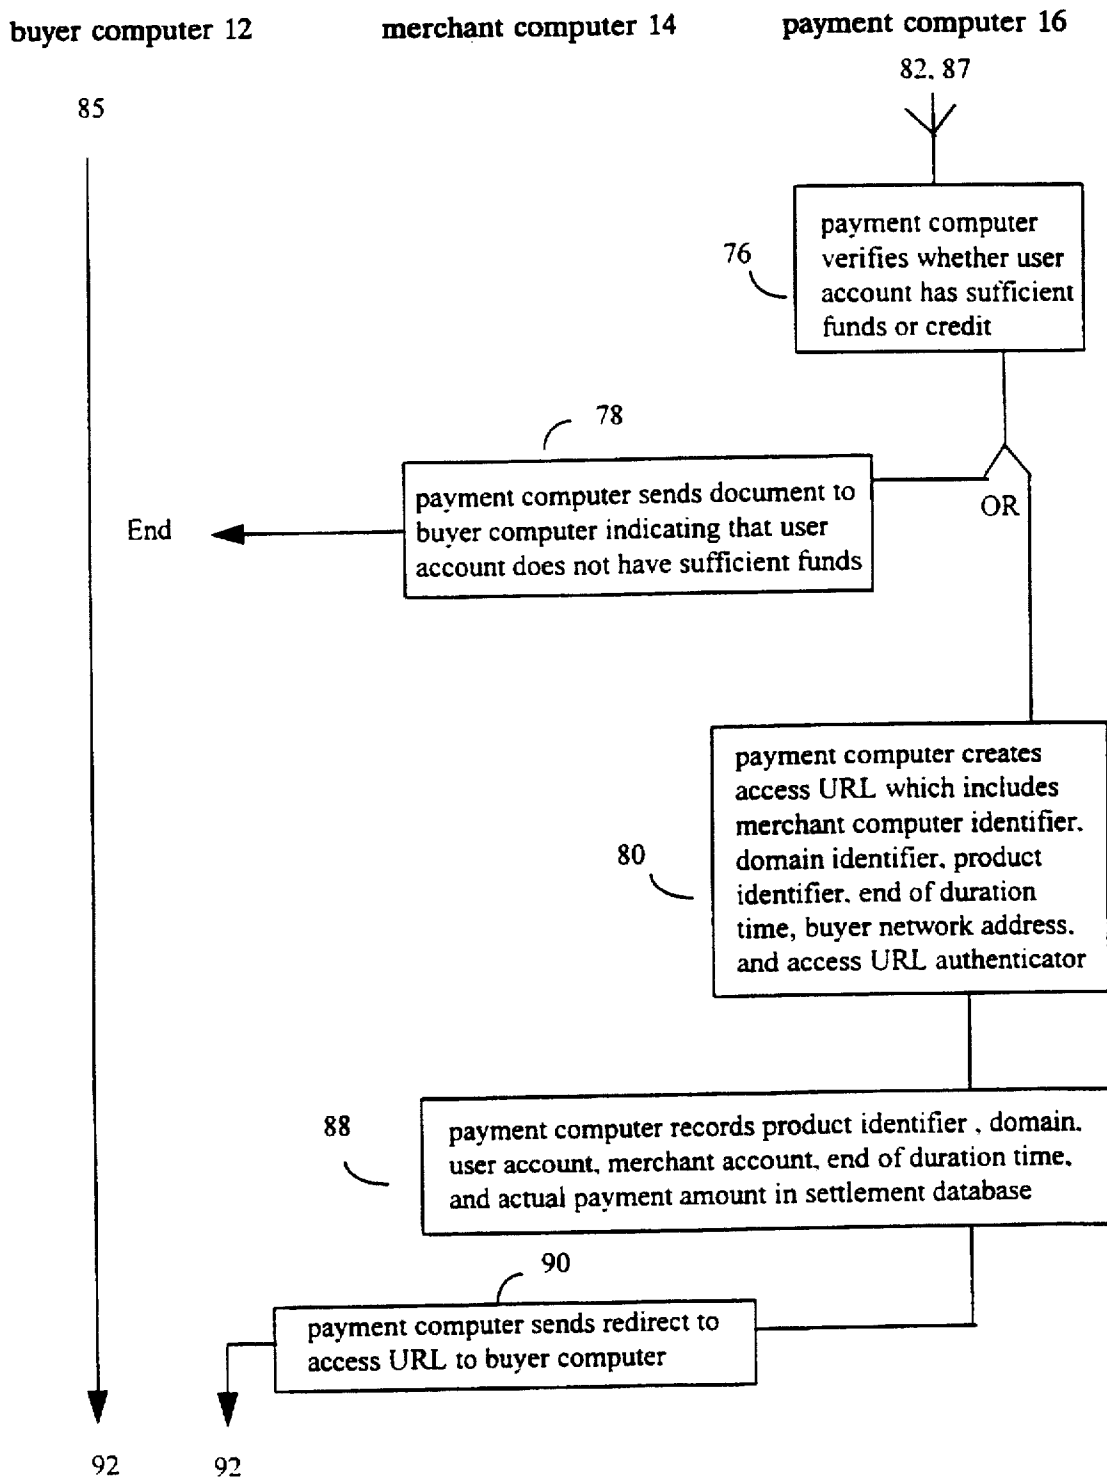 buyer computer 12
merchant computer 14
payment computer 16
82, 87
85
76
payment computer
verifies whether user
account has sufficient
funds or credit
78
OR
payment computer sends document to
buyer computer indicating that user
account does not have sufficient funds
End
80
payment computer creates
access URL which includes
merchant computer identifier,
domain identifier, product
identifier, end of duration
time, buyer network address,
and access URL authenticator
88
payment computer records product identifier , domain,
user account, merchant account, end of duration time,
and actual payment amount in settlement database
90
payment computer sends redirect to
access URL to buyer computer
92
92